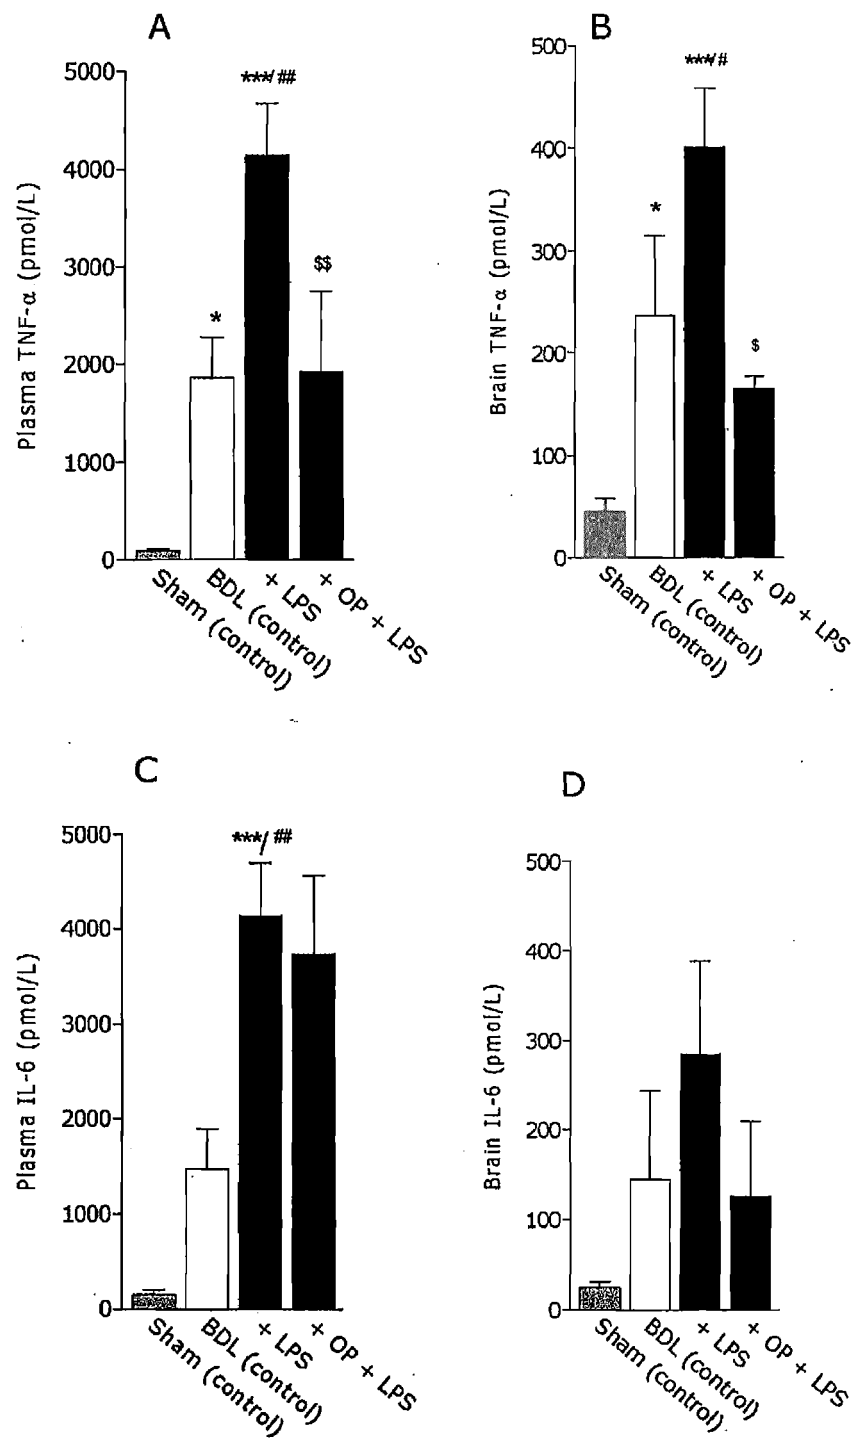 A
Plasma TNF-α (pmol/L)
5000
4000
3000
2000
1000
0
*
***/ ##
$$
Sham (control)
BDL (control)
+ LPS
+ OP + LPS
B
Brain TNF-α (pmol/L)
500
400
300
200
100
0
*
***/#
$
Sham (control)
BDL (control)
+ LPS
+ OP + LPS
C
Plasma IL-6 (pmol/L)
5000
4000
3000
2000
1000
0
***/ ##
Sham (control)
BDL (control)
+ LPS
+ OP + LPS
D
Brain IL-6 (pmol/L)
500
400
300
200
100
0
Sham (control)
BDL (control)
+ LPS
+ OP + LPS